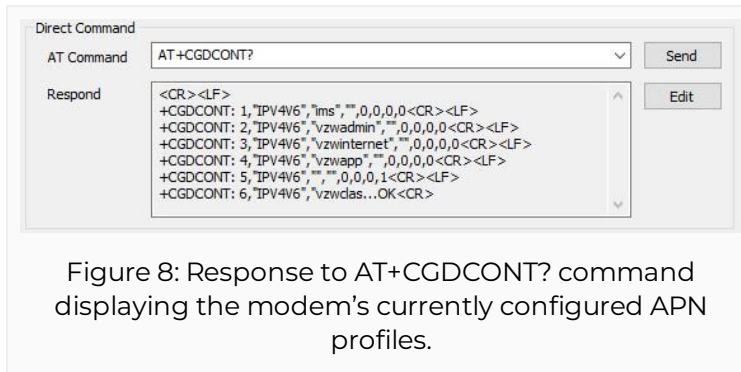 Direct Command
AT Command AT+CGDCONT? Send
Respond <CR><LF> Edit
+CGDCONT: 1,"IPV4V6","ims","",0,0,0,0<CR><LF>
+CGDCONT: 2,"IPV4V6","vzwadmin","",0,0,0,0<CR><LF>
+CGDCONT: 3,"IPV4V6","vzwinternet","",0,0,0,0<CR><LF>
+CGDCONT: 4,"IPV4V6","vzwapp","",0,0,0,0<CR><LF>
+CGDCONT: 5,"IPV4V6","","",0,0,0,1<CR><LF>
+CGDCONT: 6,"IPV4V6","vzwclas...OK<CR>
Figure 8: Response to AT+CGDCONT? command
displaying the modem’s currently configured APN
profiles.